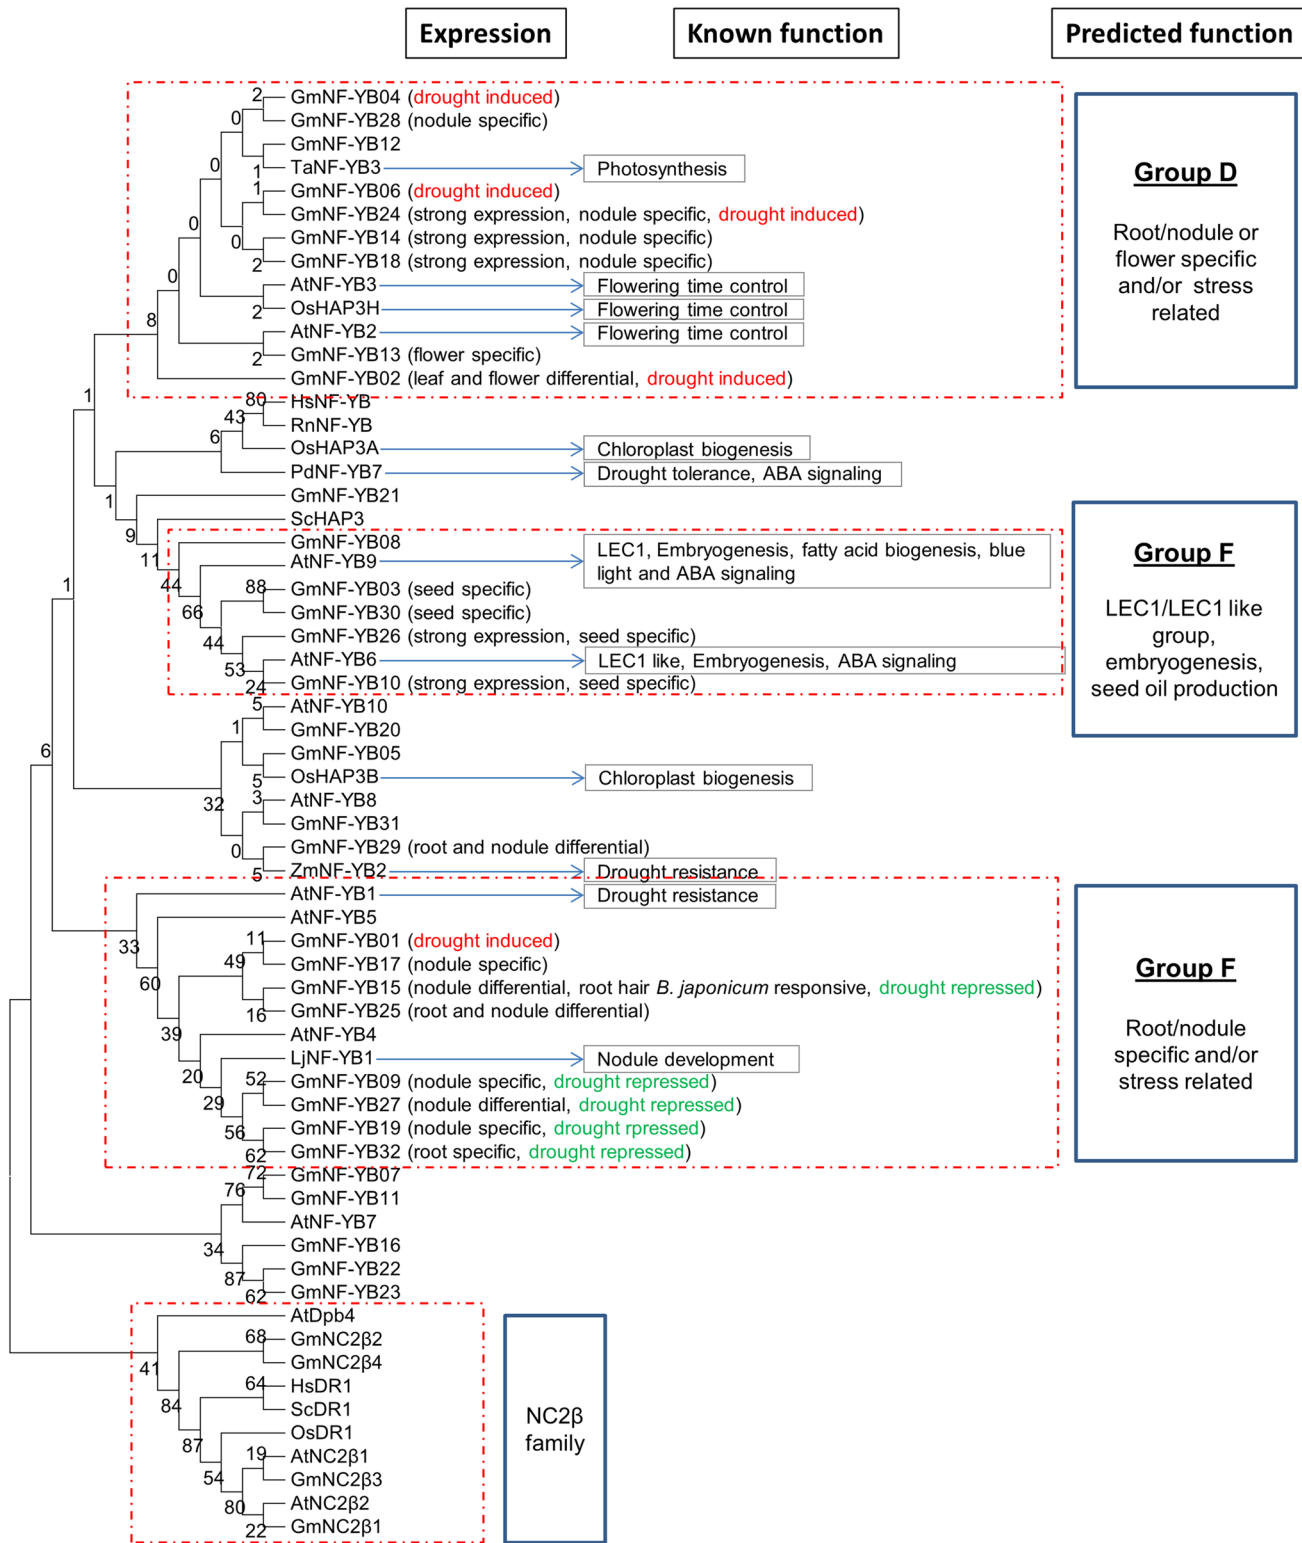 Expression
Known function
Predicted function
2
GmNF-YB04 (drought induced)
0
GmNF-YB28 (nodule specific)
GmNF-YB12
0
1
TaNF-YB3
Photosynthesis
1
GmNF-YB06 (drought induced)
GmNF-YB24 (strong expression, nodule specific, drought induced)
0
0
GmNF-YB14 (strong expression, nodule specific)
2
GmNF-YB18 (strong expression, nodule specific)
0
AtNF-YB3
Flowering time control
2
OsHAP3H
Flowering time control
8
AtNF-YB2
Flowering time control
2
GmNF-YB13 (flower specific)
GmNF-YB02 (leaf and flower differential, drought induced)
Group D
Root/nodule or
flower specific
and/or stress
related
1
80
HsNF-YB
43
RnNF-YB
6
OsHAP3A
Chloroplast biogenesis
PdNF-YB7
Drought tolerance, ABA signaling
1
GmNF-YB21
9
ScHAP3
11
GmNF-YB08
44
AtNF-YB9
LEC1, Embryogenesis, fatty acid biogenesis, blue
light and ABA signaling
1
88
GmNF-YB03 (seed specific)
66
GmNF-YB30 (seed specific)
44
GmNF-YB26 (strong expression, seed specific)
53
AtNF-YB6
LEC1 like, Embryogenesis, ABA signaling
24
GmNF-YB10 (strong expression, seed specific)
Group F
LEC1/LEC1 like
group,
embryogenesis,
seed oil production
5
AtNF-YB10
1
GmNF-YB20
6
GmNF-YB05
5
OsHAP3B
Chloroplast biogenesis
32
3
AtNF-YB8
GmNF-YB31
0
GmNF-YB29 (root and nodule differential)
5
ZmNF-YB2
Drought resistance
AtNF-YB1
Drought resistance
33
AtNF-YB5
11
GmNF-YB01 (drought induced)
49
GmNF-YB17 (nodule specific)
60
GmNF-YB15 (nodule differential, root hair B. japonicum responsive, drought repressed)
16
GmNF-YB25 (root and nodule differential)
39
AtNF-YB4
20
LjNF-YB1
Nodule development
52
GmNF-YB09 (nodule specific, drought repressed)
29
GmNF-YB27 (nodule differential, drought repressed)
56
GmNF-YB19 (nodule specific, drought rpressed)
62
GmNF-YB32 (root specific, drought repressed)
Group F
Root/nodule
specific and/or
stress related
72
GmNF-YB07
76
GmNF-YB11
AtNF-YB7
34
GmNF-YB16
87
GmNF-YB22
62
GmNF-YB23
AtDpb4
68
GmNC2β2
41
GmNC2β4
64
HsDR1
84
ScDR1
87
OsDR1
19
AtNC2β1
54
GmNC2β3
80
AtNC2β2
22
GmNC2β1
NC2β
family